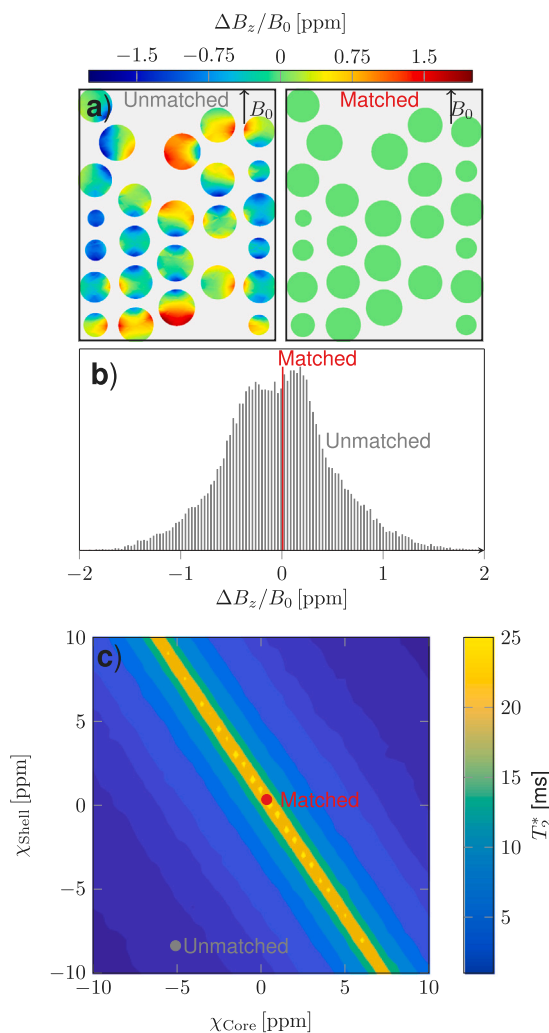 ΔB_z/B_0 [ppm]
−1.5 −0.75 0 0.75 1.5
a) Unmatched B_0 Matched B_0
b) Matched
Unmatched
−2 −1 0 1 2
ΔB_z/B_0 [ppm]
c)
10
5
0
−5
−10
χ_Shell [ppm]
Matched
Unmatched
−10 −5 0 5 10
χ_Core [ppm]
25
20
15
10
5
T_2^* [ms]